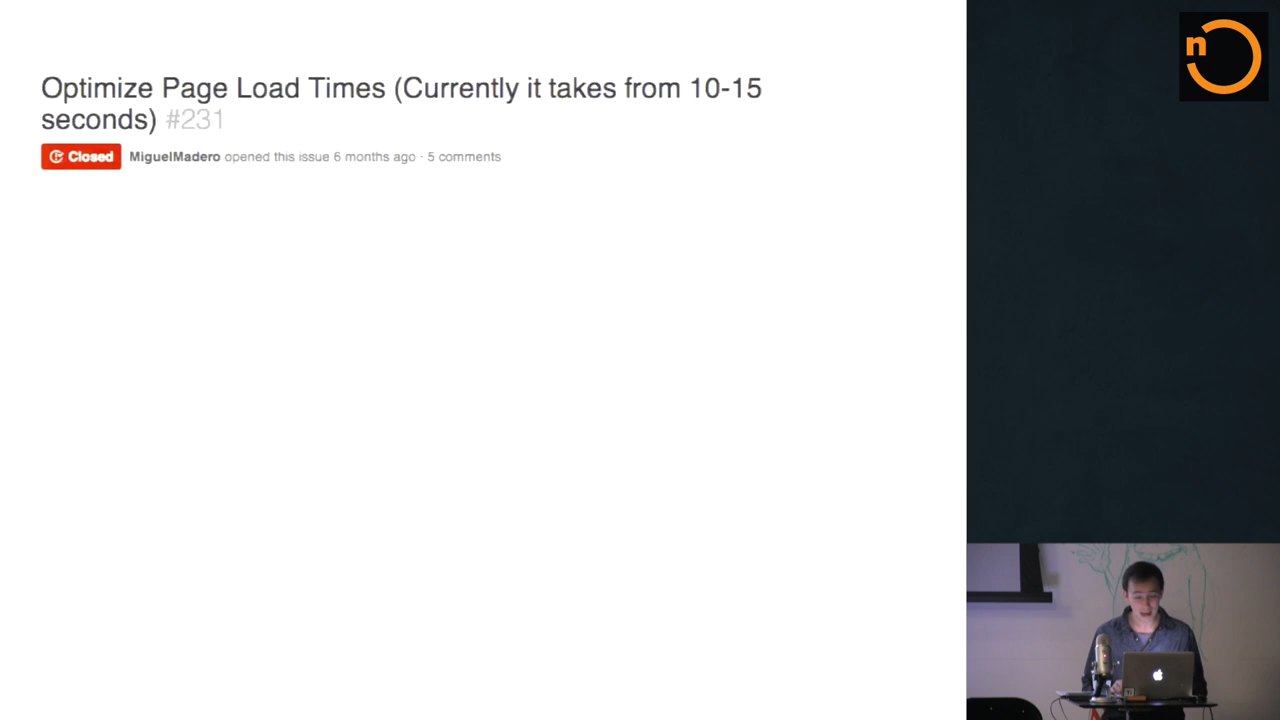 Optimize Page Load Times (Currently it takes from 10-15
seconds) #231
Closed MiguelMadero opened this issue 6 months ago · 5 comments
n